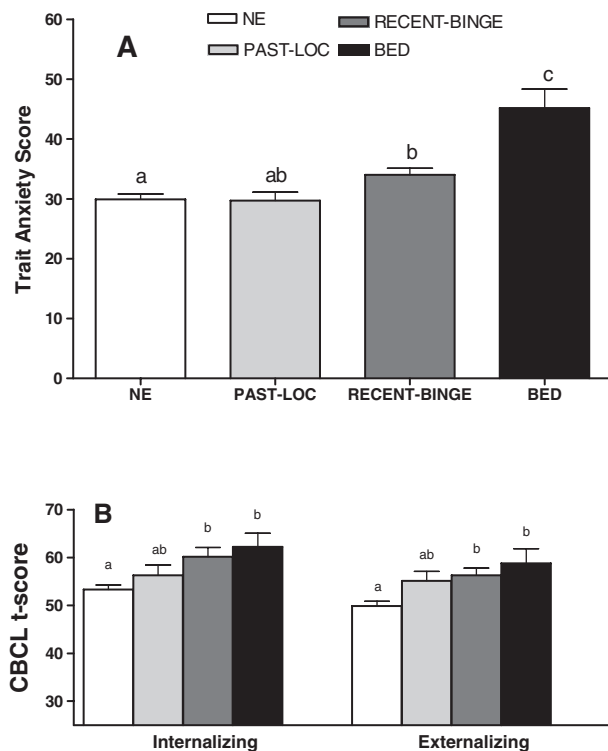 NE RECENT-BINGE
PAST-LOC BED
A
Trait Anxiety Score
60
50
40
30
20
10
0
a
ab
b
c
NE PAST-LOC RECENT-BINGE BED
B
CBCL t-score
70
60
50
40
30
a ab b b
a ab b b
Internalizing Externalizing